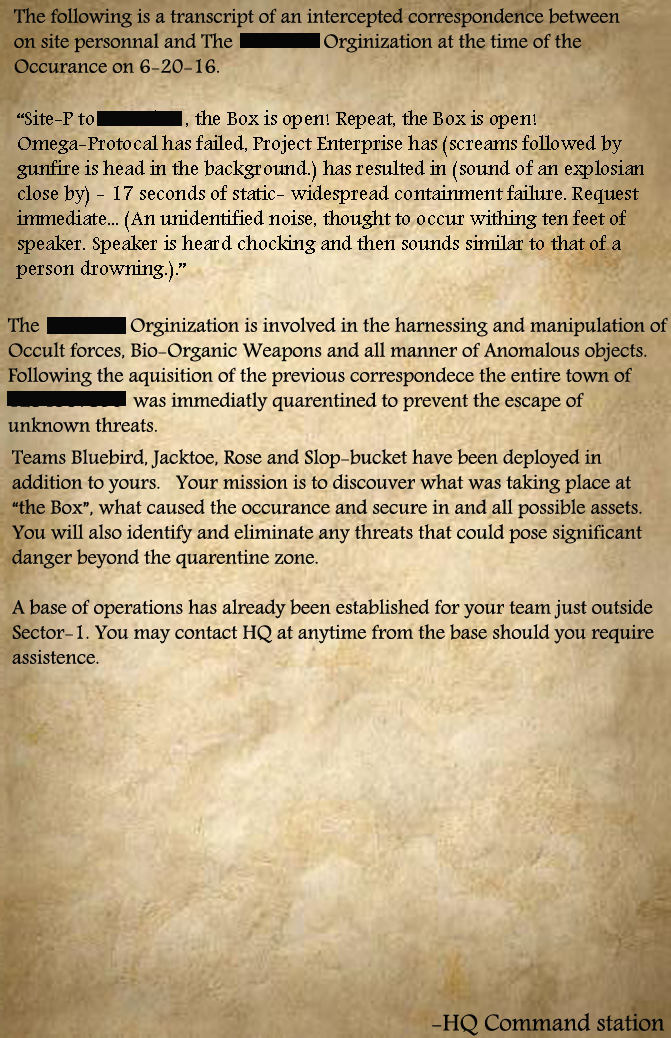 The following is a transcript of an intercepted correspondence between
on site personnal and The Orginization at the time of the
Occurance on 6-20-16.
“Site-P to , the Box is open! Repeat, the Box is open!
Omega-Protocal has failed, Project Enterprise has (screams followed by
gunfire is head in the background.) has resulted in (sound of an explosian
close by) - 17 seconds of static- widespread containment failure. Request
immediate... (An unidentified noise, thought to occur withing ten feet of
speaker. Speaker is heard chocking and then sounds similar to that of a
person drowning.).”
The Orginization is involved in the harnessing and manipulation of
Occult forces, Bio-Organic Weapons and all manner of Anomalous objects.
Following the aquisition of the previous correspondece the entire town of
was immediatly quarentined to prevent the escape of
unknown threats.
Teams Bluebird, Jacktoe, Rose and Slop-bucket have been deployed in
addition to yours. Your mission is to discouver what was taking place at
“the Box”, what caused the occurance and secure in and all possible assets.
You will also identify and eliminate any threats that could pose significant
danger beyond the quarentine zone.
A base of operations has already been established for your team just outside
Sector-1. You may contact HQ at anytime from the base should you require
assistence.
-HQ Command station